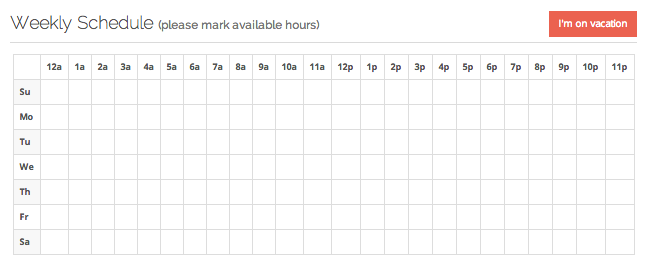 Weekly Schedule (please mark available hours)
I'm on vacation
12a 1a 2a 3a 4a 5a 6a 7a 8a 9a 10a 11a 12p 1p 2p 3p 4p 5p 6p 7p 8p 9p 10p 11p
Su
Mo
Tu
We
Th
Fr
Sa